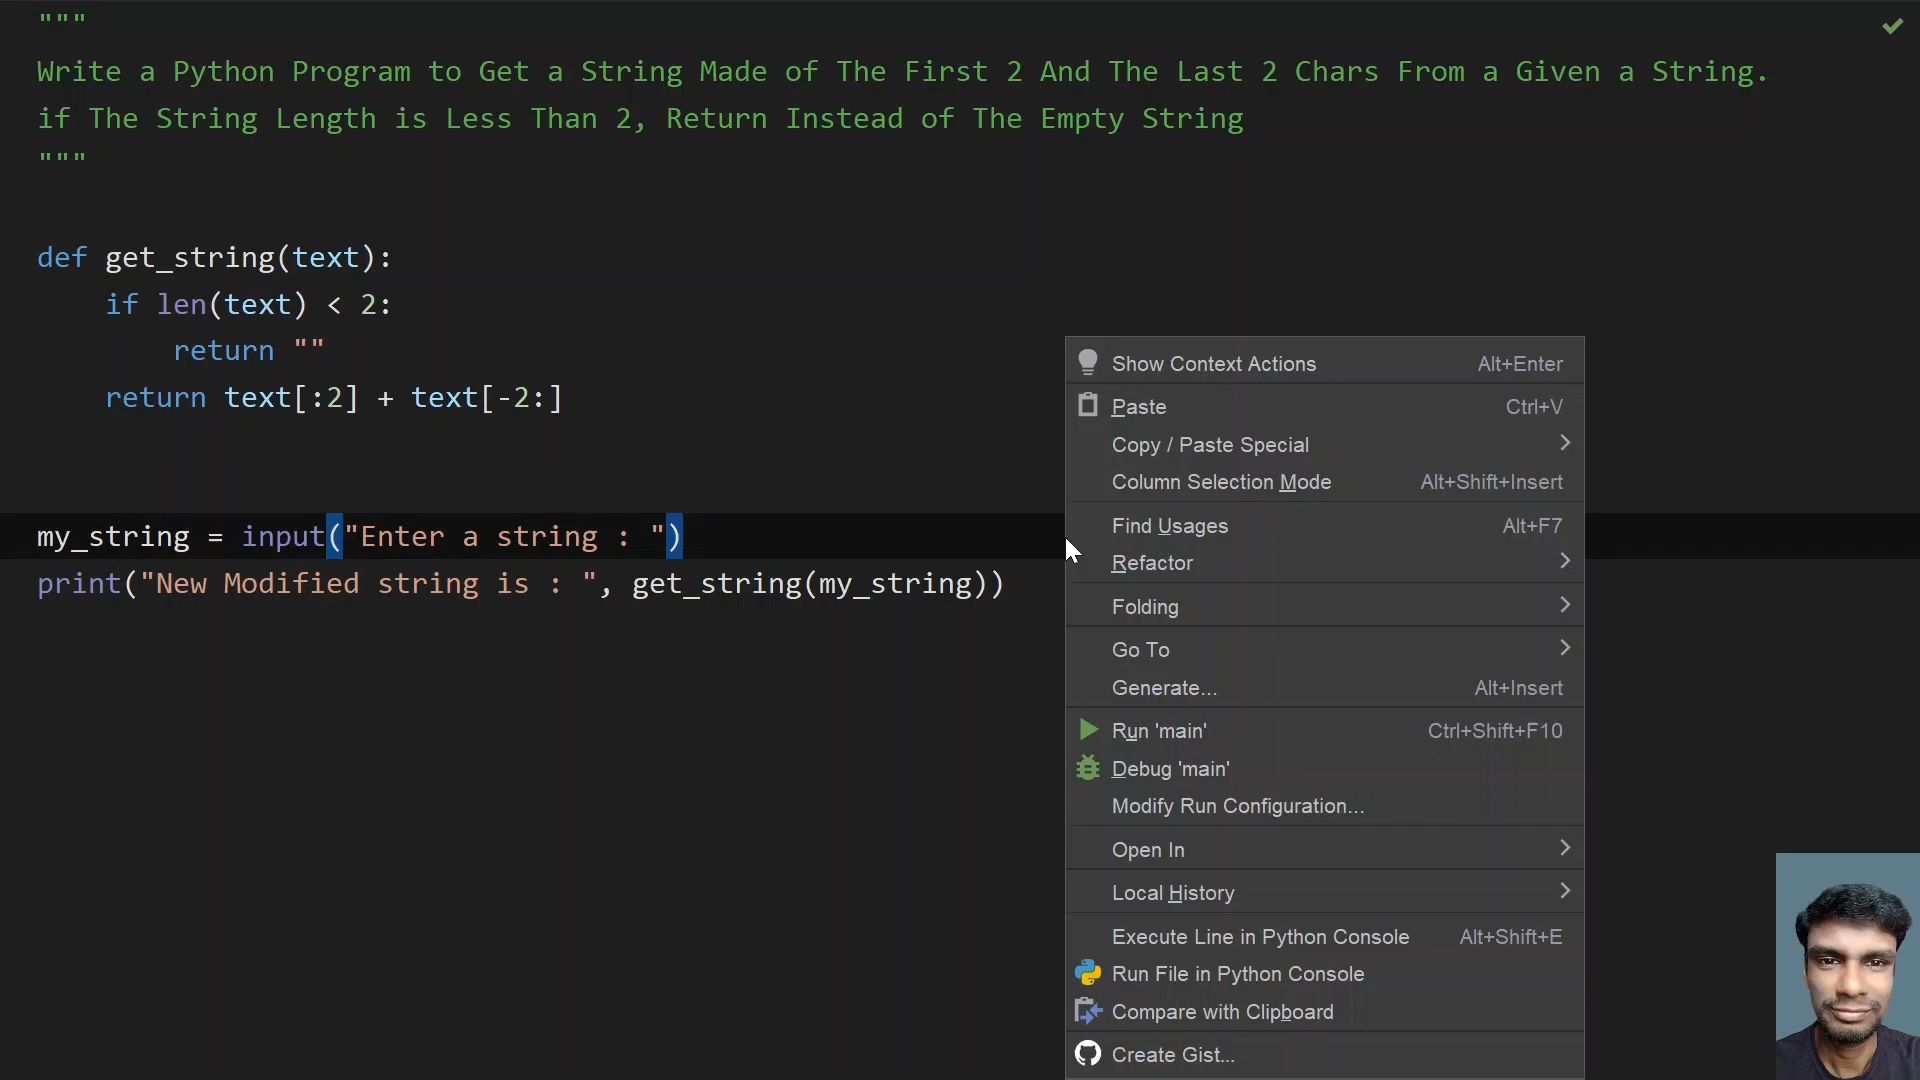 """
Write a Python Program to Get a String Made of The First 2 And The Last 2 Chars From a Given a String.
if The String Length is Less Than 2, Return Instead of The Empty String
"""
def get_string(text):
    if len(text) < 2:
        return ""
    return text[:2] + text[-2:]
my_string = input("Enter a string : ")
print("New Modified string is : ", get_string(my_string))
Show Context Actions Alt+Enter
Paste Ctrl+V
Copy / Paste Special
Column Selection Mode Alt+Shift+Insert
Find Usages Alt+F7
Refactor
Folding
Go To
Generate... Alt+Insert
Run 'main' Ctrl+Shift+F10
Debug 'main'
Modify Run Configuration...
Open In
Local History
Execute Line in Python Console Alt+Shift+E
Run File in Python Console
Compare with Clipboard
Create Gist...